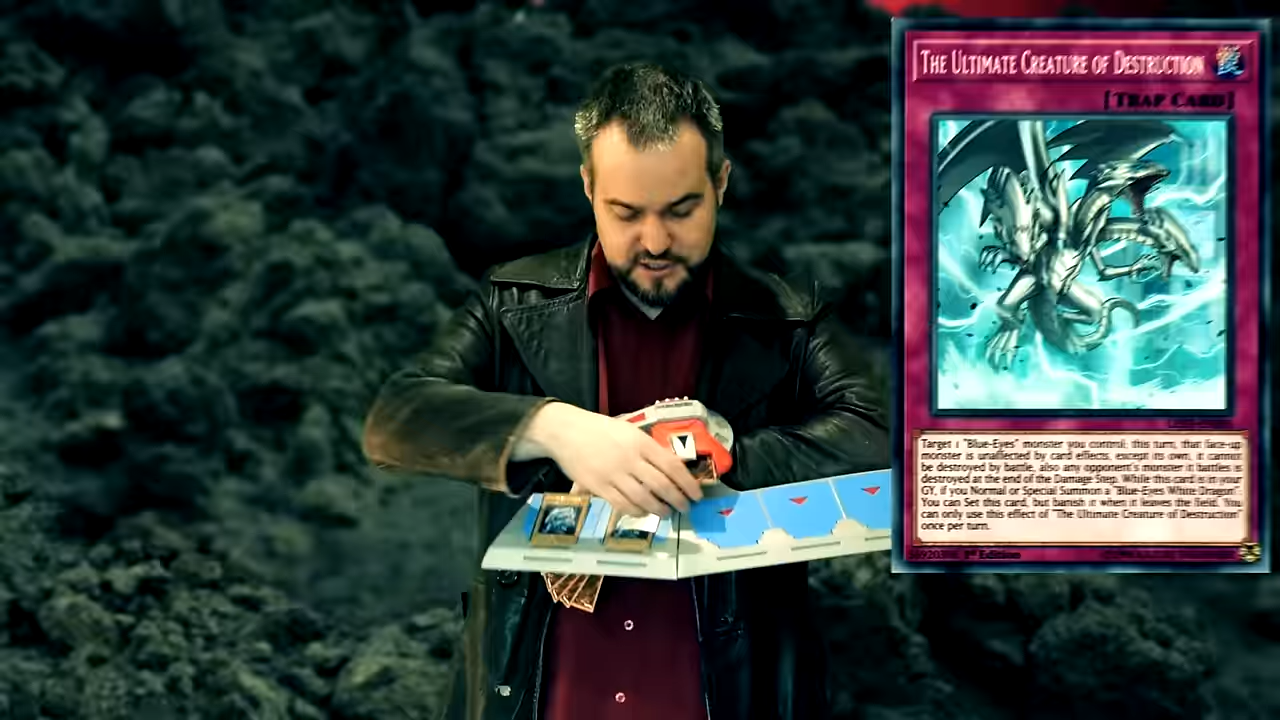 THE ULTIMATE CREATURE OF DESTRUCTION
[TRAP CARD]
Target 1 "Blue-Eyes" monster you control; this turn, that face-up
monster is unaffected by card effects, except its own, it cannot
be destroyed by battle, also any opponent's monster it battles is
destroyed at the end of the Damage Step. While this card is in your
GY, if you Normal or Special Summon a "Blue-Eyes White Dragon":
You can Set this card, but banish it when it leaves the field. You
can only use this effect of "The Ultimate Creature of Destruction"
once per turn.
1st Edition